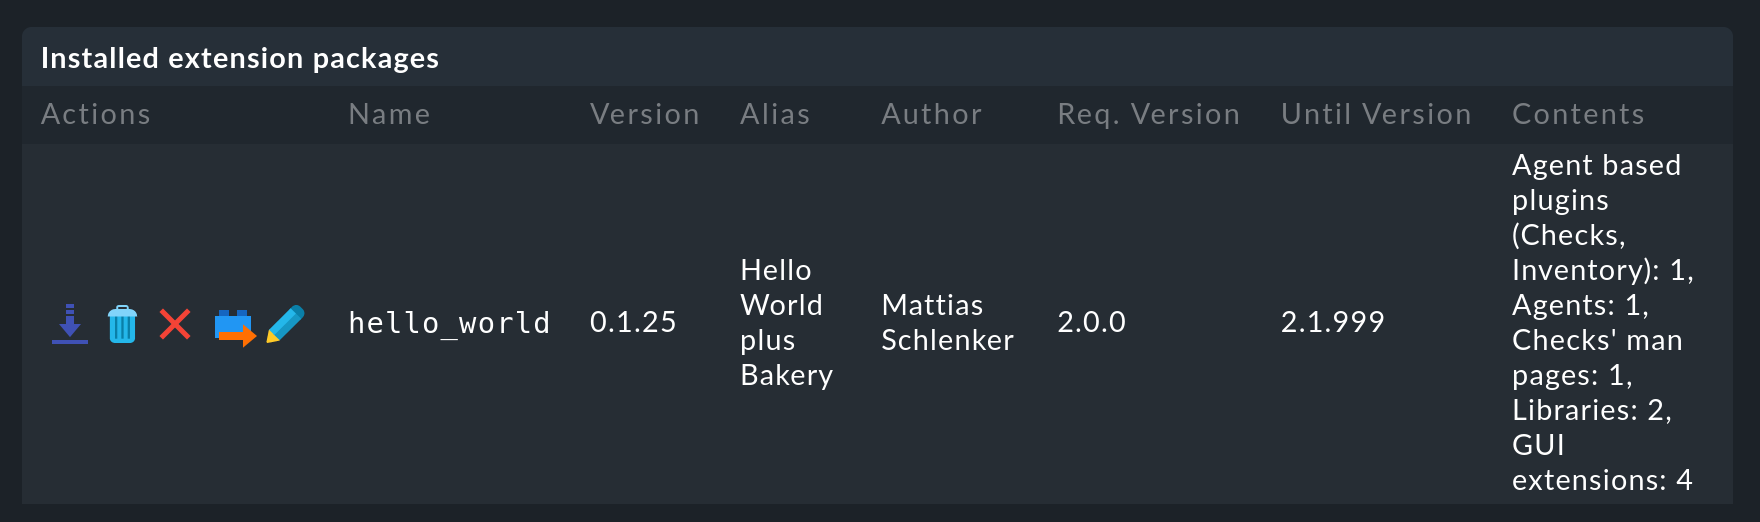 Installed extension packages
Actions Name Version Alias Author Req. Version Until Version Contents
hello_world
0.1.25
Hello
World
plus
Bakery
Mattias
Schlenker
2.0.0
2.1.999
Agent based
plugins
(Checks,
Inventory): 1,
Agents: 1,
Checks' man
pages: 1,
Libraries: 2,
GUI
extensions: 4